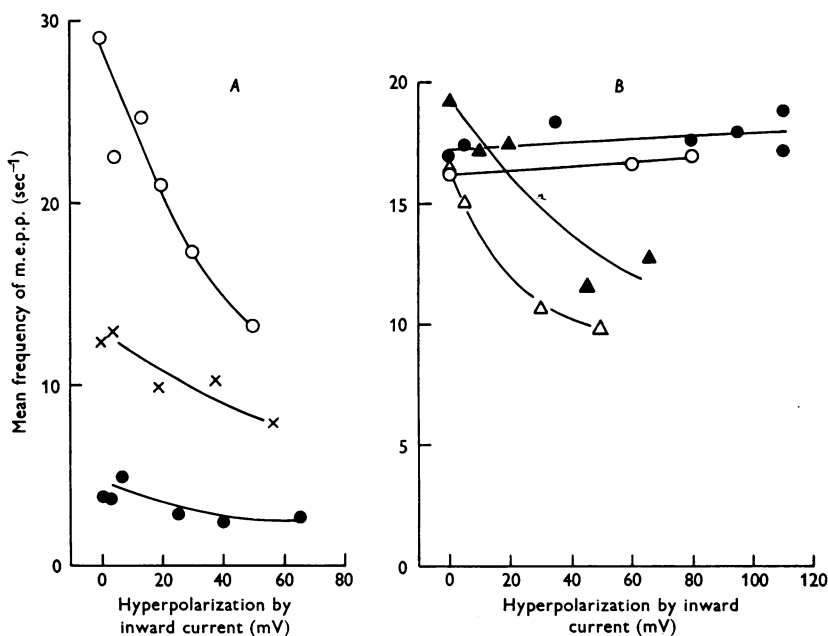 Mean frequency of m.e.p.p. (sec⁻¹)
30
20
10
0
A
0 20 40 60 80
Hyperpolarization by
inward current (mV)
B
20
15
10
5
0
0 20 40 60 80 100 120
Hyperpolarization by inward
current (mV)